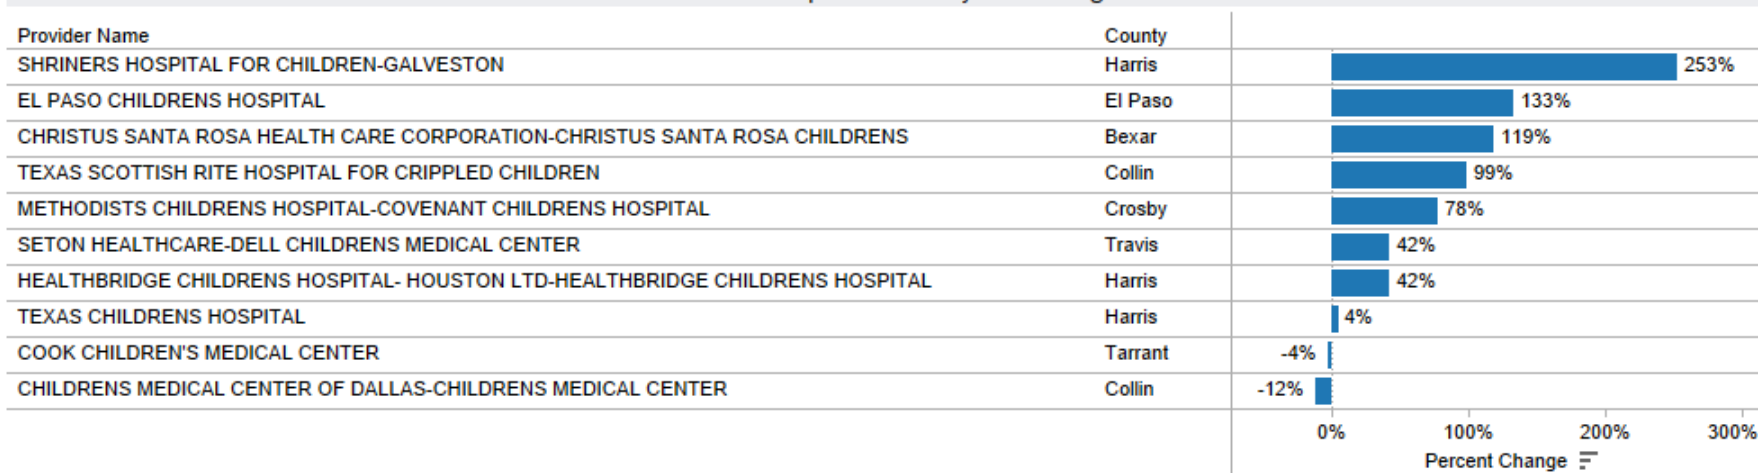 Provider Name County
SHRINERS HOSPITAL FOR CHILDREN-GALVESTON Harris 253%
EL PASO CHILDRENS HOSPITAL El Paso 133%
CHRISTUS SANTA ROSA HEALTH CARE CORPORATION-CHRISTUS SANTA ROSA CHILDRENS Bexar 119%
TEXAS SCOTTISH RITE HOSPITAL FOR CRIPPLED CHILDREN Collin 99%
METHODISTS CHILDRENS HOSPITAL-COVENANT CHILDRENS HOSPITAL Crosby 78%
SETON HEALTHCARE-DELL CHILDRENS MEDICAL CENTER Travis 42%
HEALTHBRIDGE CHILDRENS HOSPITAL- HOUSTON LTD-HEALTHBRIDGE CHILDRENS HOSPITAL Harris 42%
TEXAS CHILDRENS HOSPITAL Harris 4%
COOK CHILDREN'S MEDICAL CENTER Tarrant -4%
CHILDRENS MEDICAL CENTER OF DALLAS-CHILDRENS MEDICAL CENTER Collin -12%
0% 100% 200% 300%
Percent Change